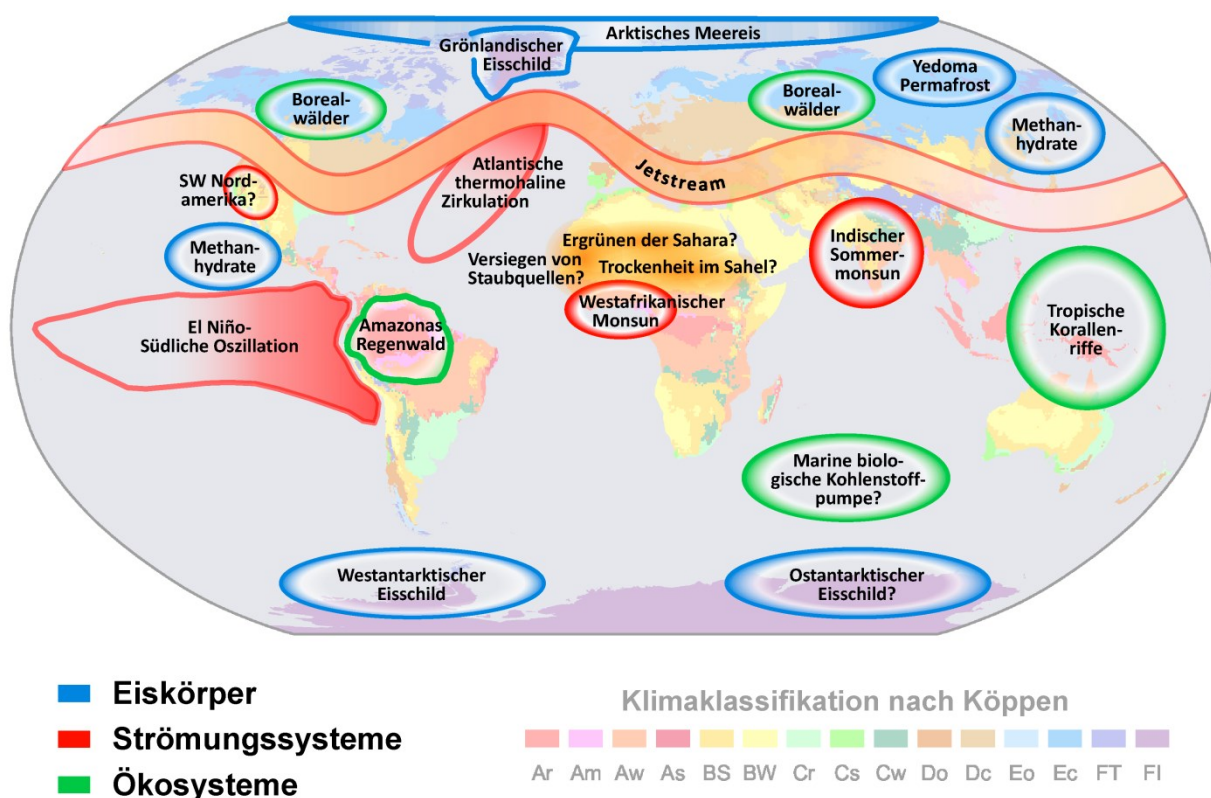 Arktisches Meereis
Grönlandischer
Eisschild
Yedoma
Permafrost
Boreal-
wälder
Boreal-
wälder
Methan-
hydrate
Atlantische
thermohaline
Zirkulation
Jetstream
SW Nord-
amerika?
Methan-
hydrate
Ergrünen der Sahara?
Versiegen von
Staubquellen?
Trockenheit im Sahel?
Indischer
Sommer-
monsun
Westafrikanischer
Monsun
El Niño-
Südliche Oszillation
Amazonas
Regenwald
Tropische
Korallen-
riffe
Marine biolo-
gische Kohlenstoff-
pumpe?
Westantarktischer
Eisschild
Ostantarktischer
Eisschild?
Eiskörper
Strömungssysteme
Ökosysteme
Klimaklassifikation nach Köppen
Ar Am Aw As BS BW Cr Cs Cw Do Dc Eo Ec FT FI